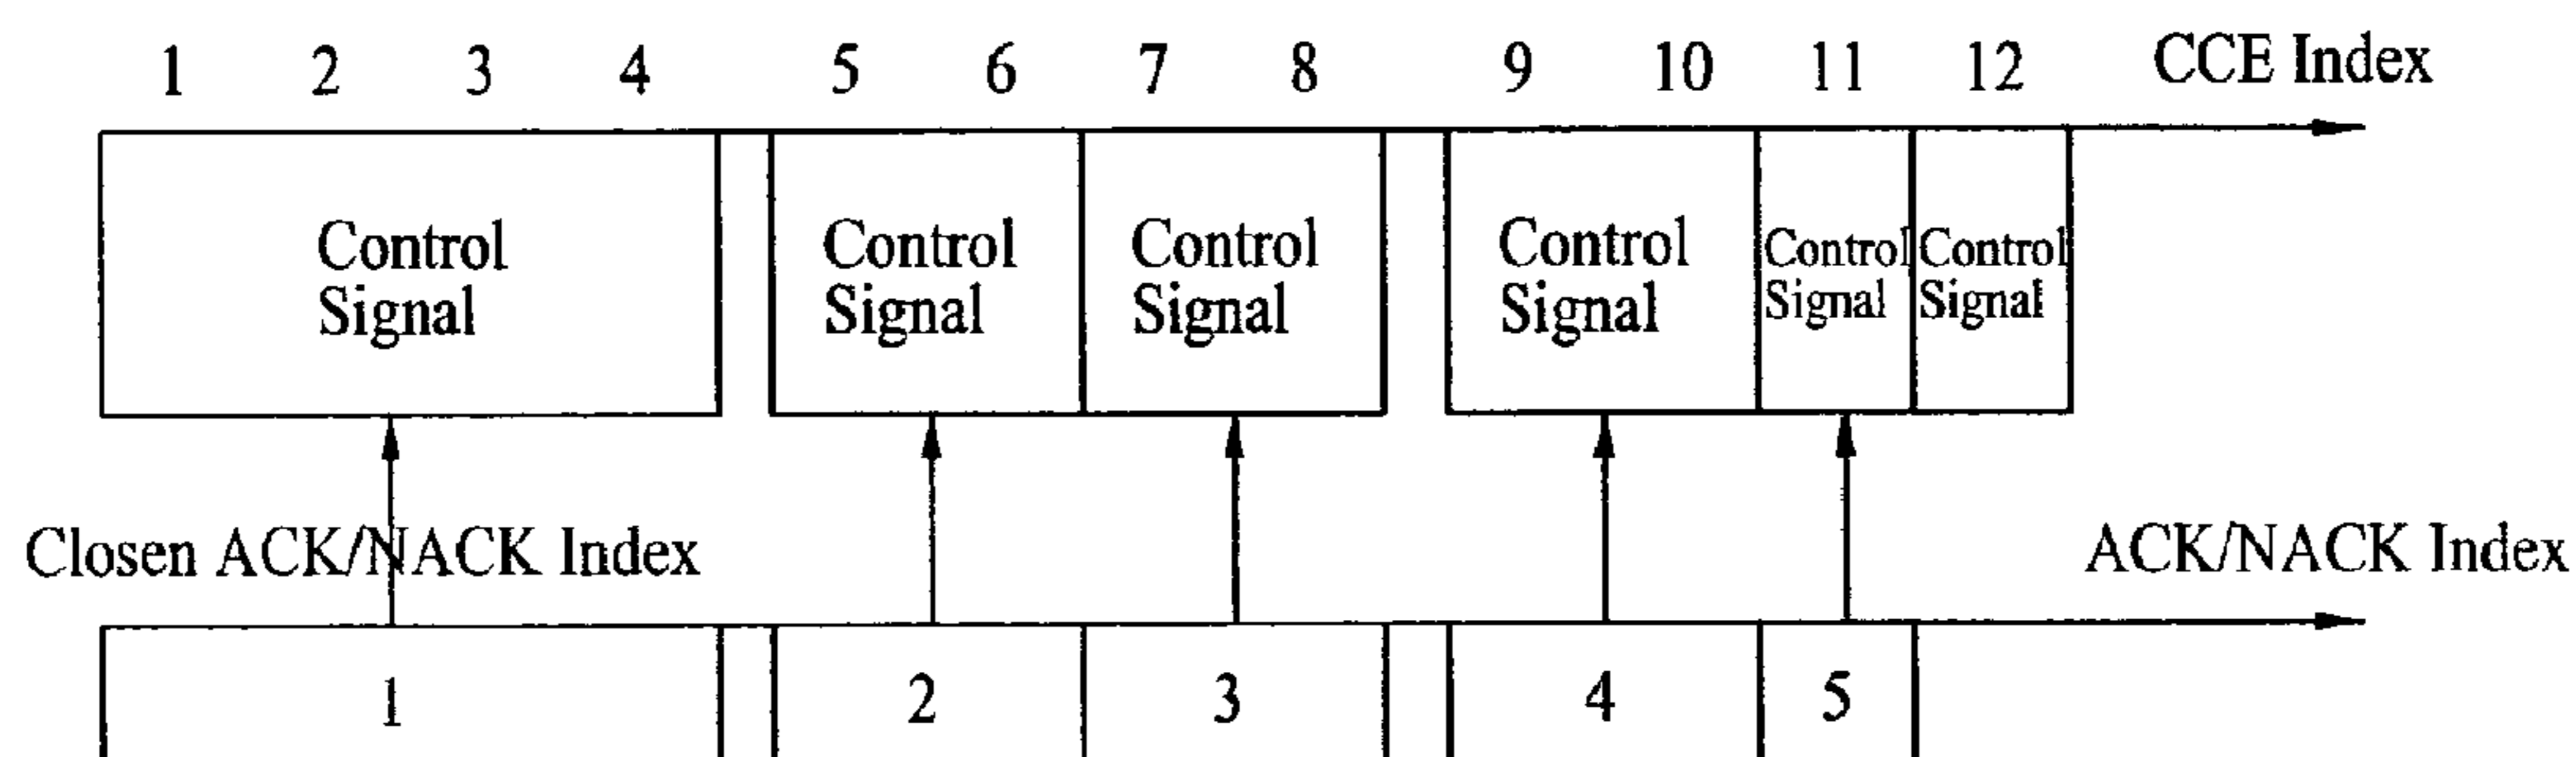 1 2 3 4 5 6 7 8 9 10 11 12 CCE Index
Control Signal
Control Signal
Control Signal
Control Signal
Control Signal
Control Signal
Closen ACK/NACK Index
ACK/NACK Index
1 2 3 4 5